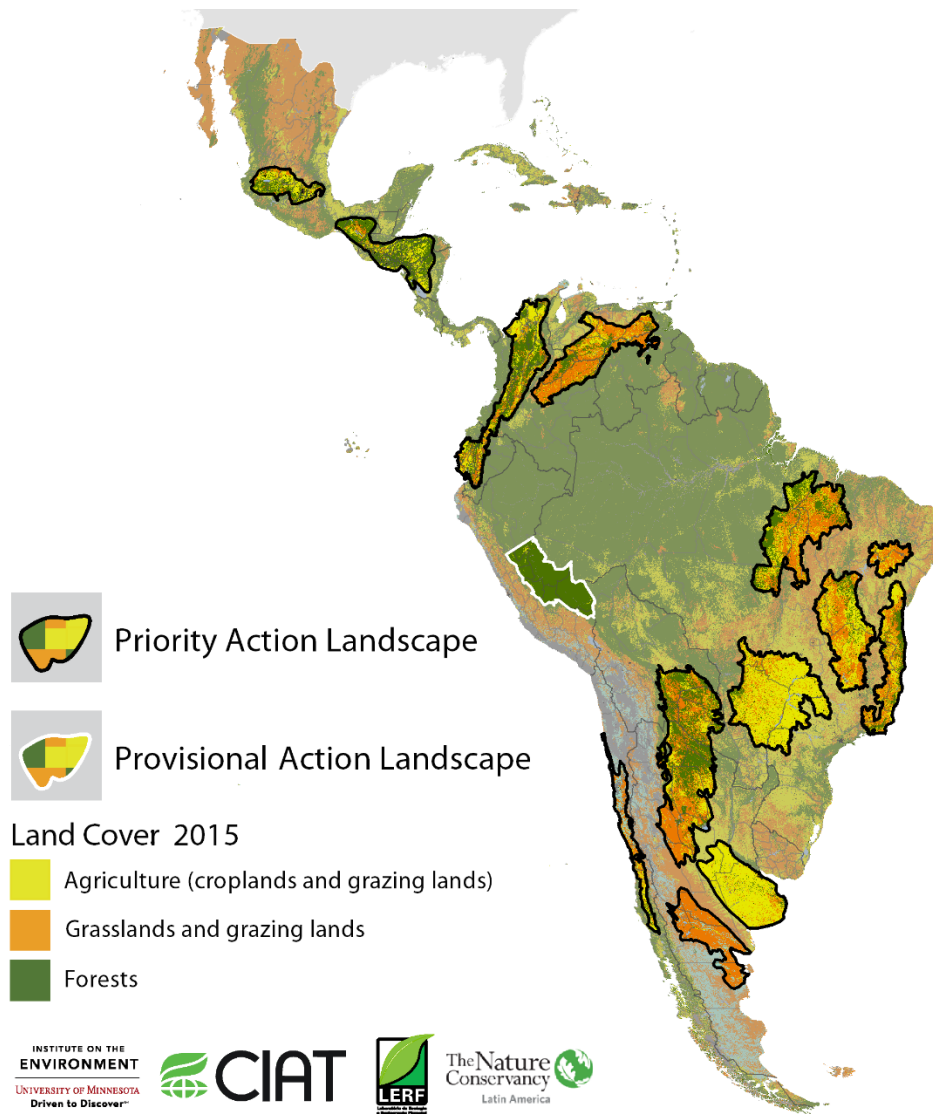 Priority Action Landscape
Provisional Action Landscape
Land Cover 2015
Agriculture (croplands and grazing lands)
Grasslands and grazing lands
Forests
INSTITUTE ON THE
ENVIRONMENT
UNIVERSITY OF MINNESOTA
Driven to Discover℠
CIAT
LERF
The Nature
Conservancy
Latin America